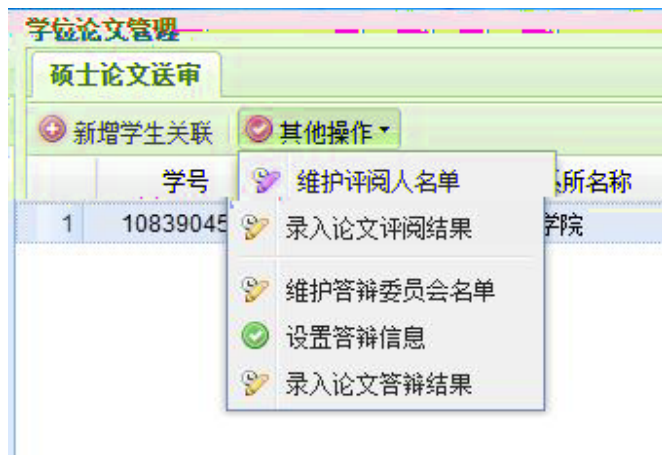 学位论文管理
硕士论文送审
新增学生关联 其他操作
学号 维护评阅人名单 所名称
1 10839045 录入论文评阅结果 学院
维护答辩委员会名单
设置答辩信息
录入论文答辩结果